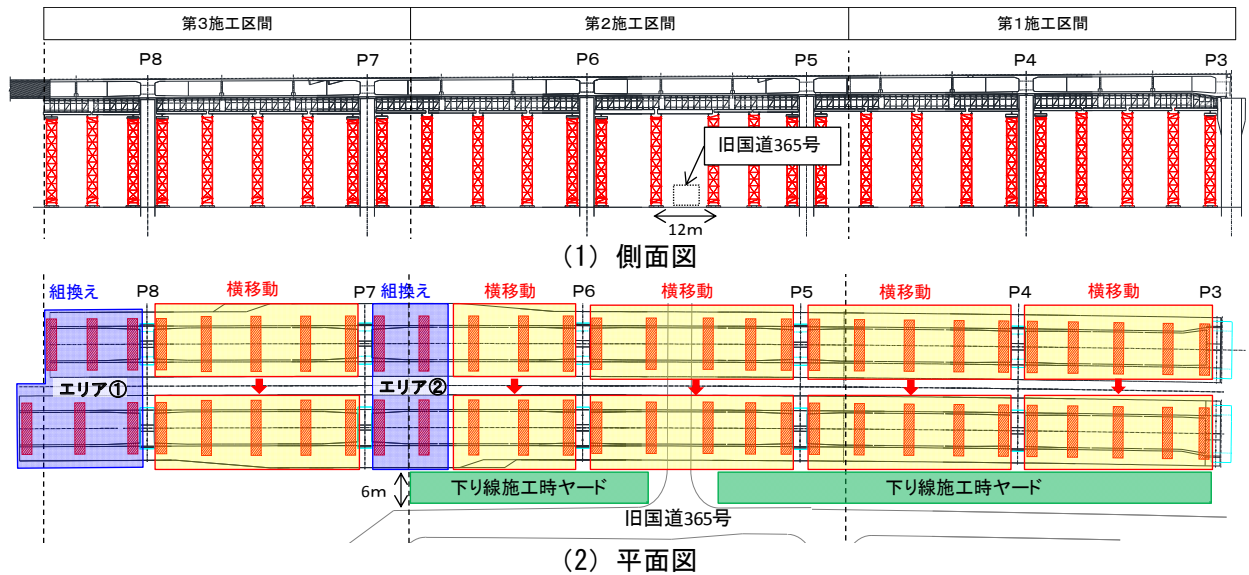 第3施工区間 第2施工区間 第1施工区間
P8 P7 P6 P5 P4 P3
旧国道365号
12m
(1) 側面図
組換え P8 横移動 P7 組換え 横移動 P6 横移動 P5 横移動 P4 横移動 P3
エリア① エリア②
6m 下り線施工時ヤード 下り線施工時ヤード
旧国道365号
(2) 平面図